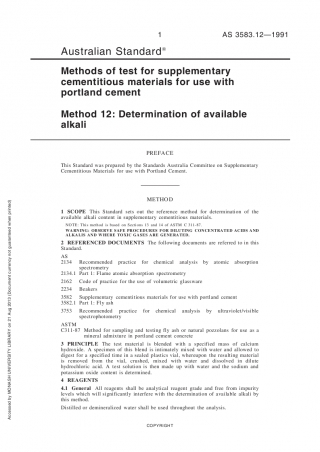 1
AS 3583.12—1991
Australian Standard®
Methods of test for supplementary
cementitious materials for use with
portland cement
Method 12: Determination of available
alkali
PREFACE
This Standard was prepared by the Standards Australia Committee on Supplementary
Cementitious Materials for use with Portland Cement.
METHOD
1 SCOPE This Standard sets out the reference method for determination of the
available alkali content in supplementary cementitious materials.
NOTE: This method is based on Sections 13 and 14 of ASTM C 311-87.
WARNING: OBSERVE SAFE PROCEDURES FOR DILUTING CONCENTRATED ACIDS AND
ALKALIS AND WHERE TOXIC GASES ARE GENERATED.
2 REFERENCED DOCUMENTS The following documents are referred to in this
Standard:
AS
2134 Recommended practice for chemical analysis by atomic absorption
spectrometry
2134.1 Part 1: Flame atomic absorption spectrometry
2162 Code of practice for the use of volumetric glassware
2234 Beakers
3582 Supplementary cementitious materials for use with portland cement
3582.1 Part 1: Fly ash
3753 Recommended practice for chemical analysis by ultraviolet/visible
spectrophotometry
ASTM
C311-87 Method for sampling and testing fly ash or natural pozzolans for use as a
mineral admixture in portland cement concrete
3 PRINCIPLE The test material is blended with a specified mass of calcium
hydroxide. A specimen of this blend is intimately mixed with water and allowed to
digest for a specified time in a sealed plastic vial, whereupon the resulting material
is removed from the vial, crushed, mixed with water and dissolved in dilute
hydrochloric acid. A test solution is then made up with water and the sodium and
potassium oxide content is determined.
4 REAGENTS
4.1 General All reagents shall be analytical reagent grade and free from impurity
levels which will significantly interfere with the determination of available alkali by
this method.
Distilled or demineralized water shall be used throughout the analysis.
COPYRIGHT
Accessed by MONASH UNIVERSITY LIBRARY on 21 Aug 2013 (Document currency not guaranteed when printed)